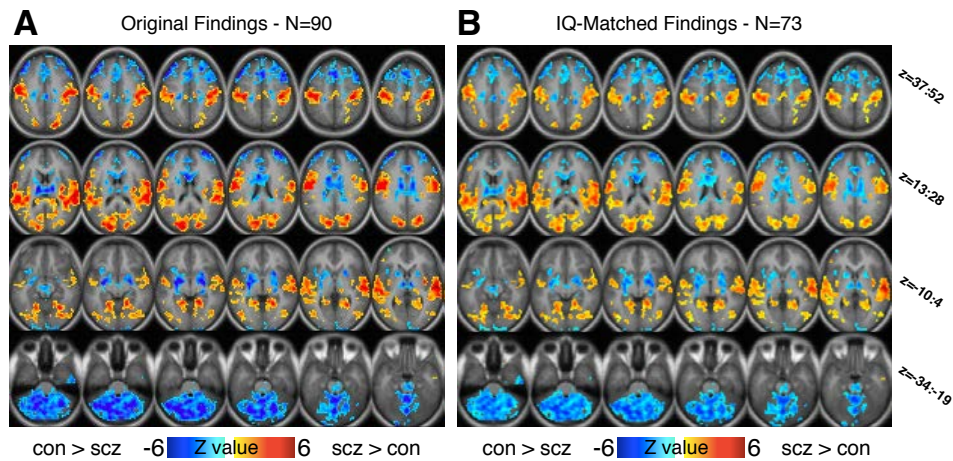 A Original Findings - N=90
B IQ-Matched Findings - N=73
z=37:52
z=13:28
z=-10:4
z=-34:-19
con > scz -6 Z value 6 scz > con
con > scz -6 Z value 6 scz > con